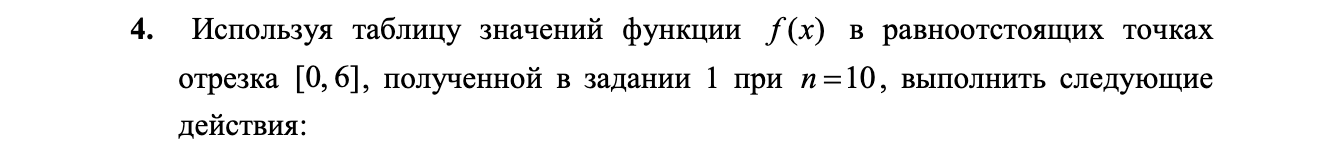 4. Используя таблицу значений функции f(x) в равноотстоящих точках
отрезка [0, 6], полученной в задании 1 при n = 10, выполнить следующие
действия: